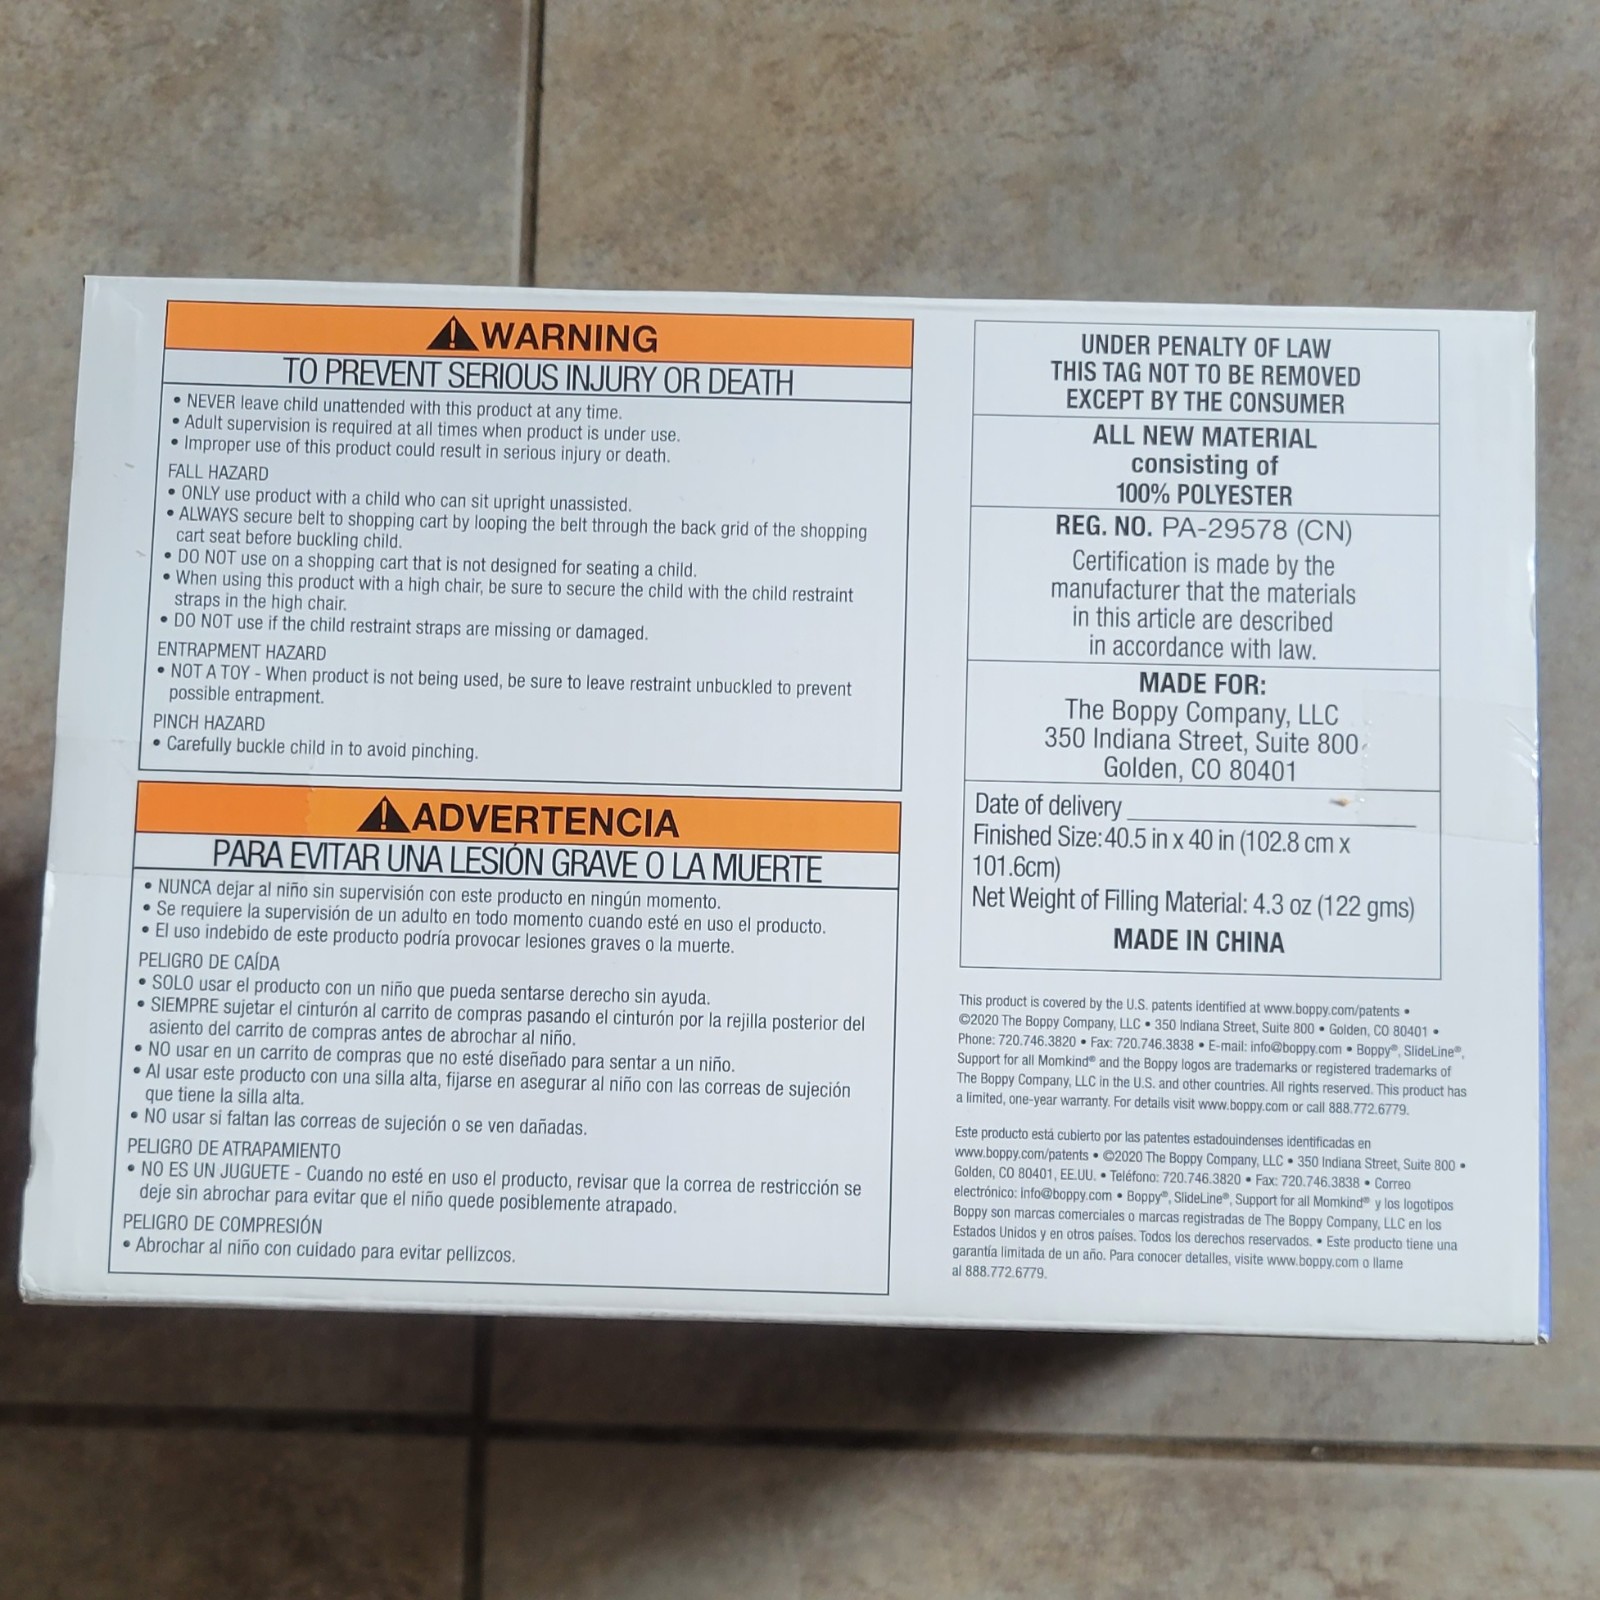 ⚠WARNING
TO PREVENT SERIOUS INJURY OR DEATH
• NEVER leave child unattended with this product at any time.
• Adult supervision is required at all times when product is under use.
• Improper use of this product could result in serious injury or death.
FALL HAZARD
• ONLY use product with a child who can sit upright unassisted.
• ALWAYS secure belt to shopping cart by looping the belt through the back grid of the shopping
cart seat before buckling child.
• DO NOT use on a shopping cart that is not designed for seating a child.
• When using this product with a high chair, be sure to secure the child with the child restraint
straps in the high chair.
• DO NOT use if the child restraint straps are missing or damaged.
ENTRAPMENT HAZARD
• NOT A TOY - When product is not being used, be sure to leave restraint unbuckled to prevent
possible entrapment.
PINCH HAZARD
• Carefully buckle child in to avoid pinching.
⚠ADVERTENCIA
PARA EVITAR UNA LESIÓN GRAVE O LA MUERTE
• NUNCA dejar al niño sin supervisión con este producto en ningún momento.
• Se requiere la supervisión de un adulto en todo momento cuando esté en uso el producto.
• El uso indebido de este producto podría provocar lesiones graves o la muerte.
PELIGRO DE CAÍDA
• SOLO usar el producto con un niño que pueda sentarse derecho sin ayuda.
• SIEMPRE sujetar el cinturón al carrito de compras pasando el cinturón por la rejilla posterior del
asiento del carrito de compras antes de abrochar al niño.
• NO usar en un carrito de compras que no esté diseñado para sentar a un niño.
• Al usar este producto con una silla alta, fijarse en asegurar al niño con las correas de sujeción
que tiene la silla alta.
• NO usar si faltan las correas de sujeción o se ven dañadas.
PELIGRO DE ATRAPAMIENTO
• NO ES UN JUGUETE - Cuando no esté en uso el producto, revisar que la correa de restricción se
deje sin abrochar para evitar que el niño quede posiblemente atrapado.
PELIGRO DE COMPRESIÓN
• Abrochar al niño con cuidado para evitar pellizcos.
UNDER PENALTY OF LAW
THIS TAG NOT TO BE REMOVED
EXCEPT BY THE CONSUMER
ALL NEW MATERIAL
consisting of
100% POLYESTER
REG. NO. PA-29578 (CN)
Certification is made by the
manufacturer that the materials
in this article are described
in accordance with law.
MADE FOR:
The Boppy Company, LLC
350 Indiana Street, Suite 800
Golden, CO 80401
Date of delivery
Finished Size: 40.5 in x 40 in (102.8 cm x
101.6cm)
Net Weight of Filling Material: 4.3 oz (122 gms)
MADE IN CHINA
This product is covered by the U.S. patents identified at www.boppy.com/patents •
©2020 The Boppy Company, LLC • 350 Indiana Street, Suite 800 • Golden, CO 80401 •
Phone: 720.746.3820 • Fax: 720.746.3838 • E-mail: info@boppy.com • Boppy®, SlideLine®,
Support for all Momkind® and the Boppy logos are trademarks or registered trademarks of
The Boppy Company, LLC in the U.S. and other countries. All rights reserved. This product has
a limited, one-year warranty. For details visit www.boppy.com or call 888.772.6779.
Este producto está cubierto por las patentes estadouindenses identificadas en
www.boppy.com/patents • ©2020 The Boppy Company, LLC • 350 Indiana Street, Suite 800 •
Golden, CO 80401, EE.UU. • Teléfono: 720.746.3820 • Fax: 720.746.3838 • Correo
electrónico: Info@boppy.com • Boppy®, SlideLine®, Support for all Momkind® y los logotipos
Boppy son marcas comerciales o marcas registradas de The Boppy Company, LLC en los
Estados Unidos y en otros países. Todos los derechos reservados. • Este producto tiene una
garantía limitada de un año. Para conocer detalles, visite www.boppy.com o llame
al 888.772.6779.